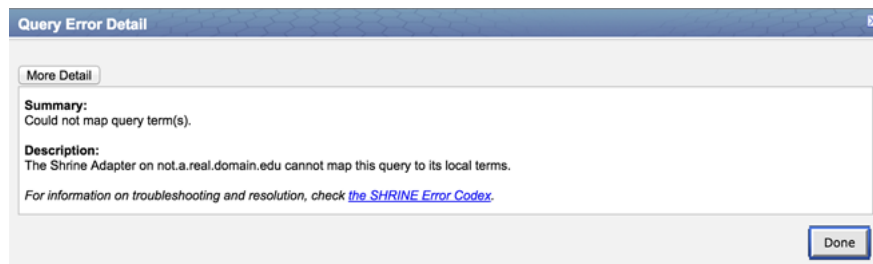 Query Error Detail
More Detail
Summary:
Could not map query term(s).
Description:
The Shrine Adapter on not.a.real.domain.edu cannot map this query to its local terms.
For information on troubleshooting and resolution, check the SHRINE Error Codex.
Done